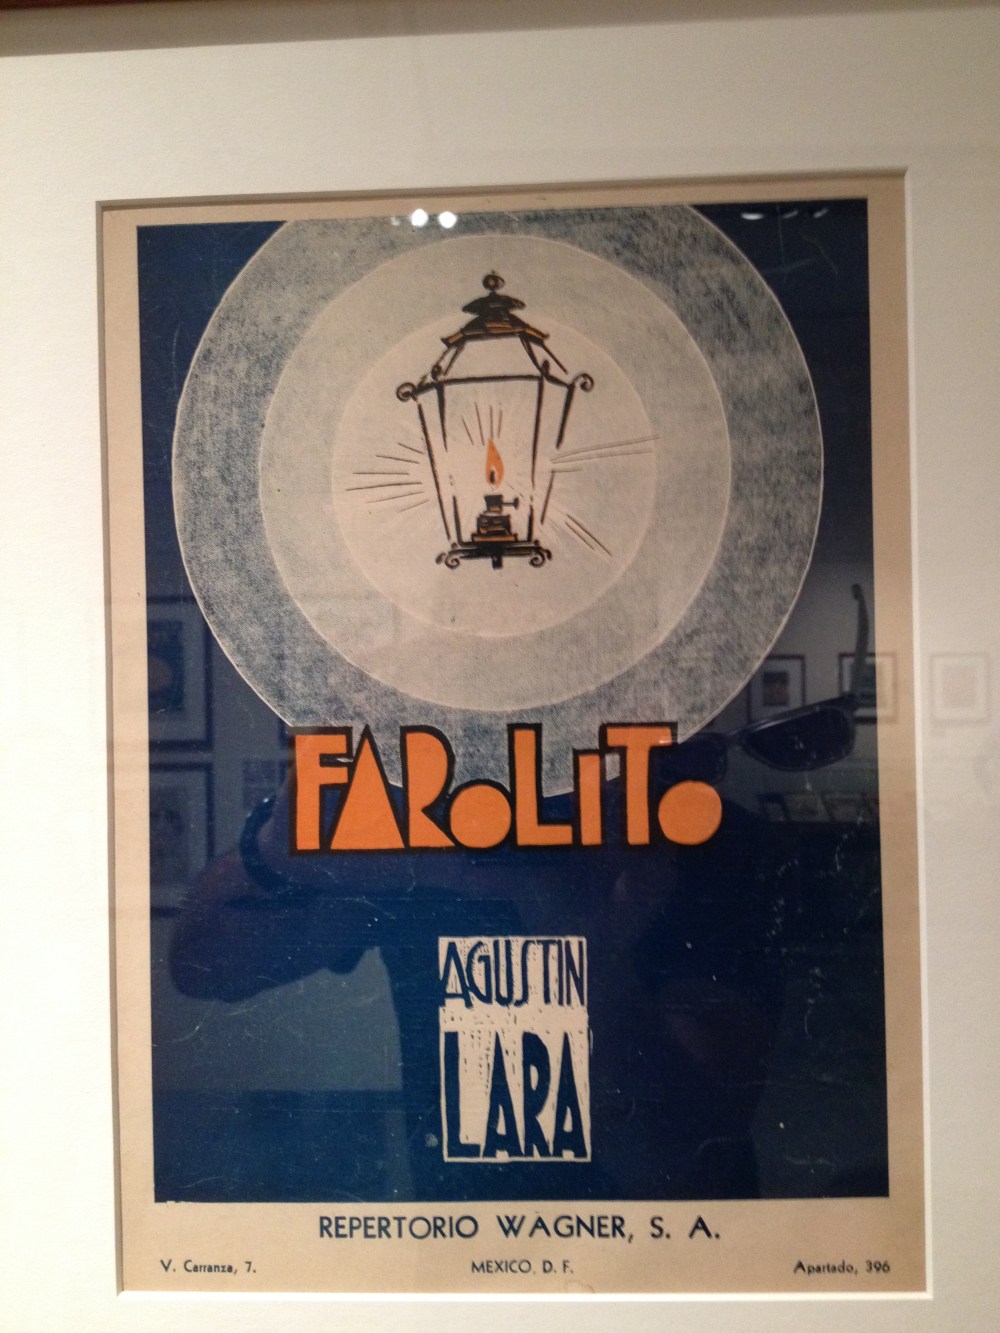 FAROLITO
AGUSTIN
LARA
REPERTORIO WAGNER, S. A.
V. Carranza, 7. MEXICO, D. F. Apartado, 396